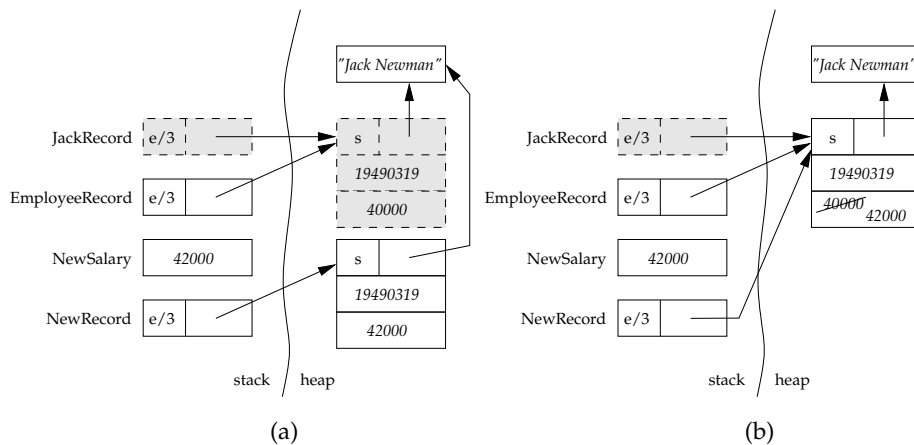 "Jack Newman"
JackRecord e/3 s
19490319
EmployeeRecord e/3 40000
NewSalary 42000 s
19490319
NewRecord e/3 42000
stack heap
(a)
"Jack Newman"
JackRecord e/3 s
19490319
EmployeeRecord e/3 40000 42000
NewSalary 42000
NewRecord e/3
stack heap
(b)